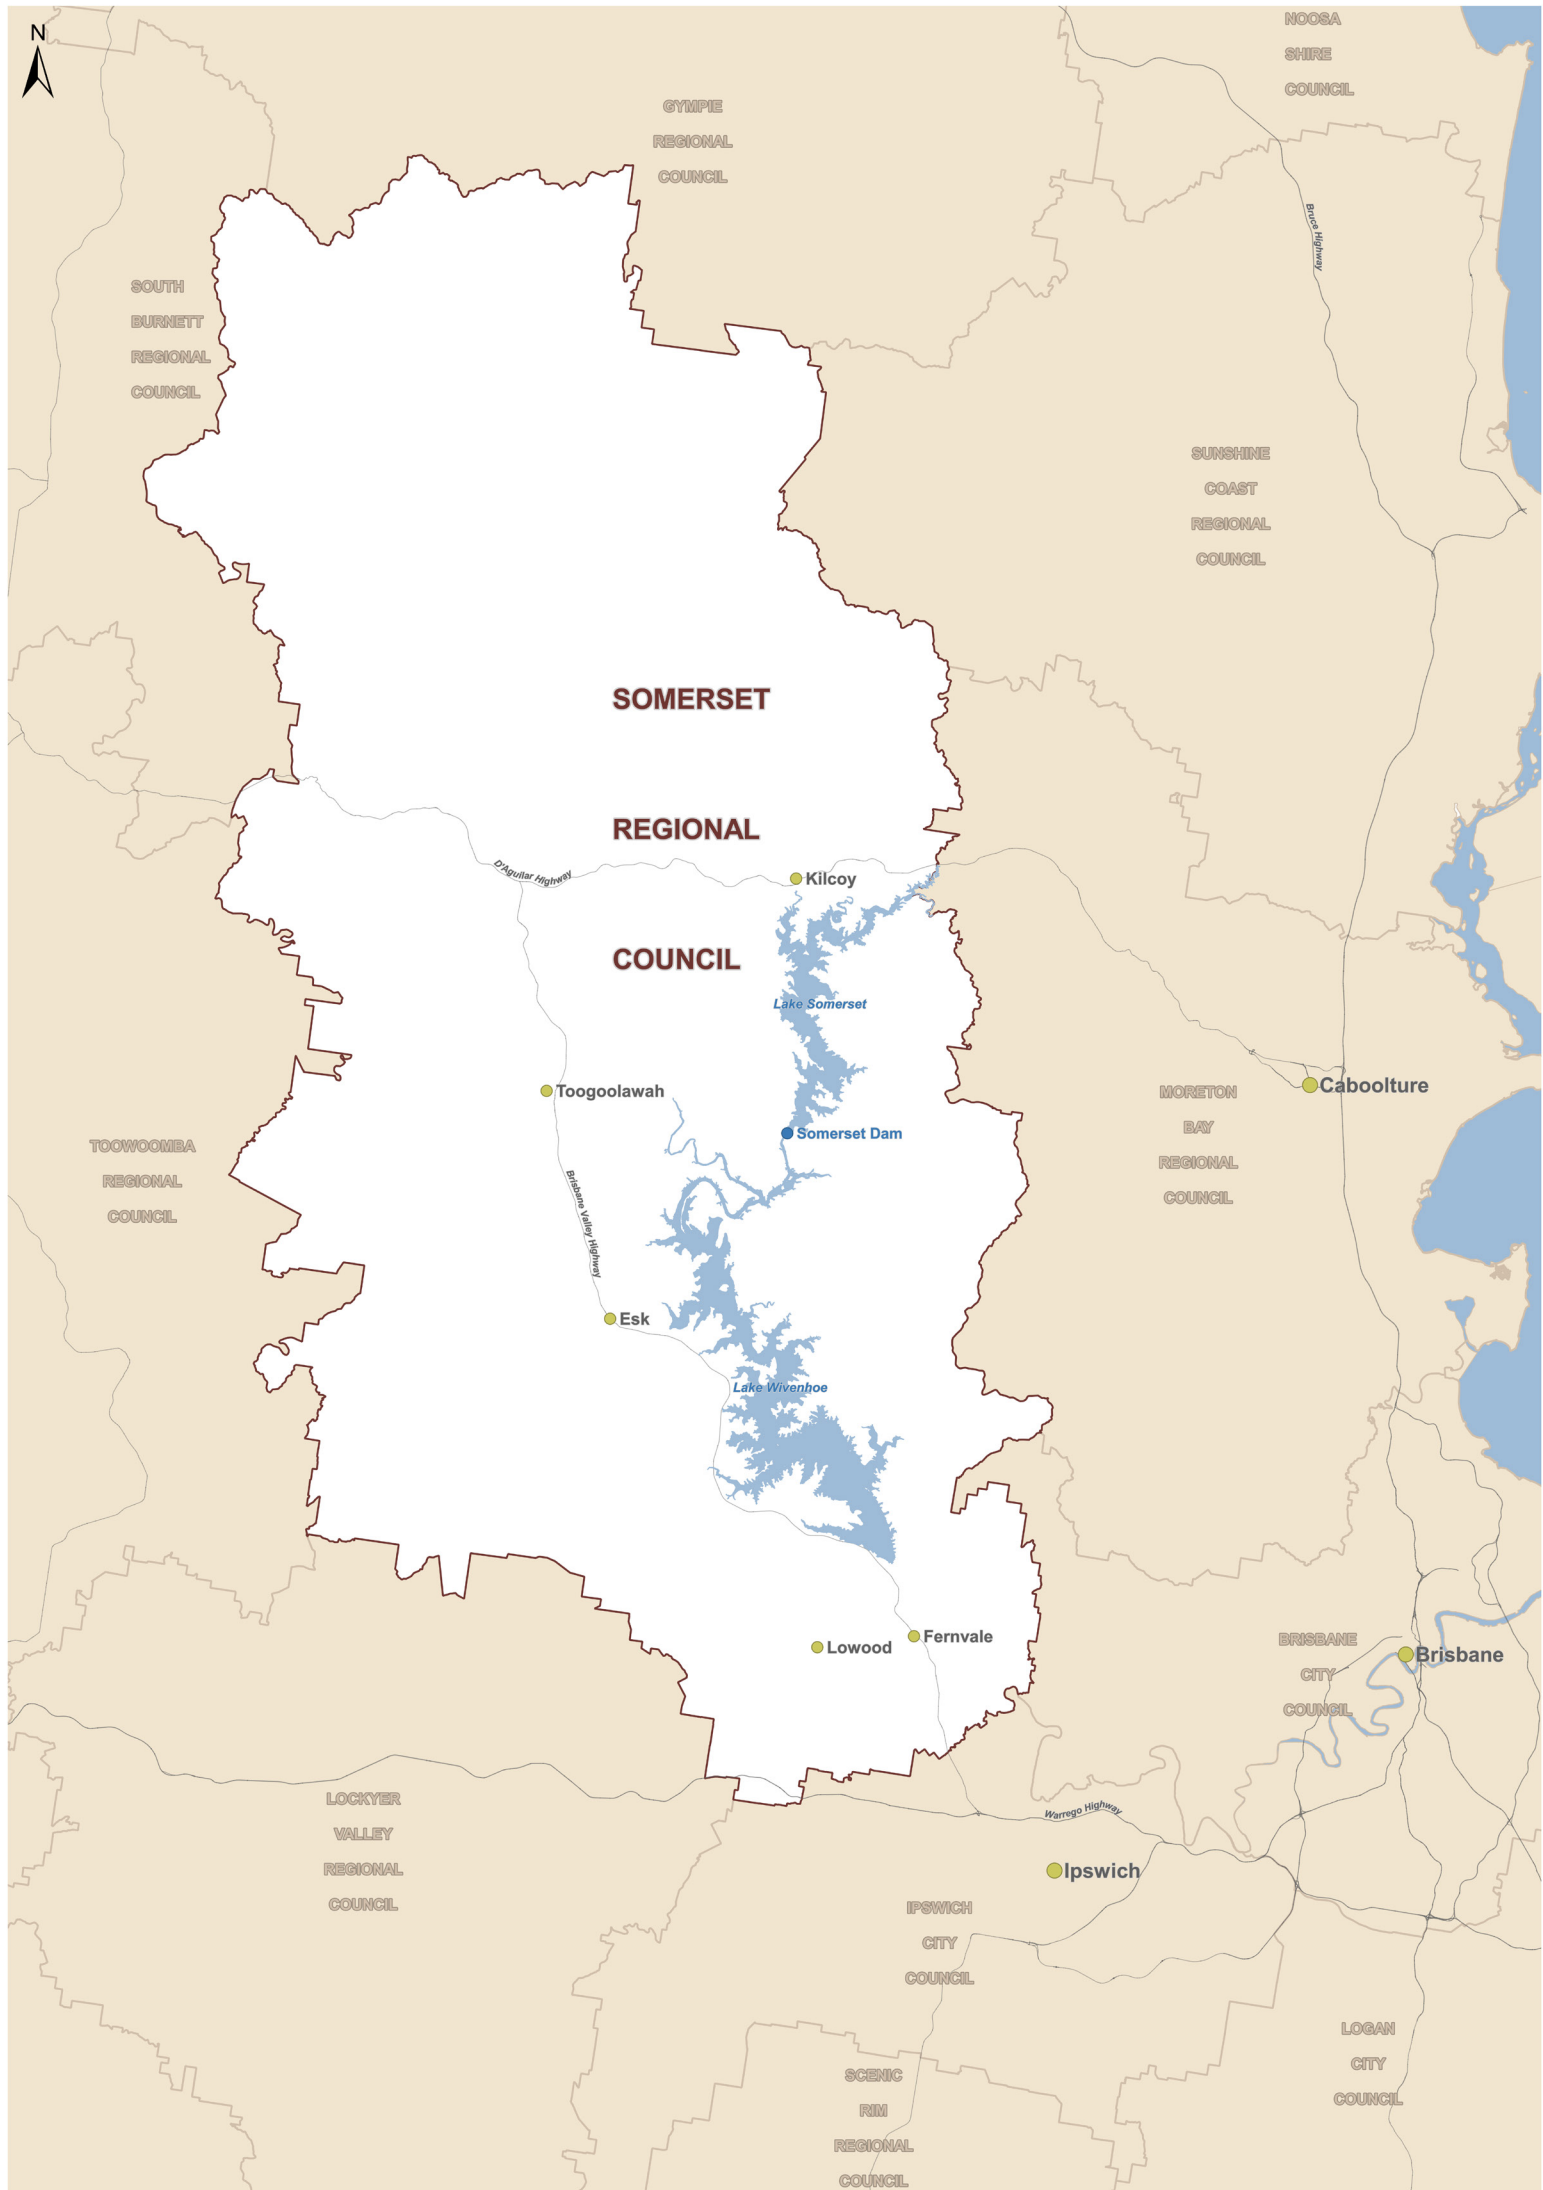 N
NOOSA
SHIRE
COUNCIL
GYMPIE
REGIONAL
COUNCIL
Bruce Highway
SOUTH
BURNETT
REGIONAL
COUNCIL
SUNSHINE
COAST
REGIONAL
COUNCIL
SOMERSET
REGIONAL
COUNCIL
D'Aguilar Highway
Kilcoy
Lake Somerset
Toogoolawah
Caboolture
MORETON
BAY
REGIONAL
COUNCIL
Somerset Dam
TOOWOOMBA
REGIONAL
COUNCIL
Brisbane Valley Highway
Esk
Lake Wivenhoe
Fernvale
Lowood
BRISBANE
CITY
COUNCIL
Brisbane
LOCKYER
VALLEY
REGIONAL
COUNCIL
Warrego Highway
Ipswich
IPSWICH
CITY
COUNCIL
LOGAN
CITY
COUNCIL
SCENIC
RIM
REGIONAL
COUNCIL